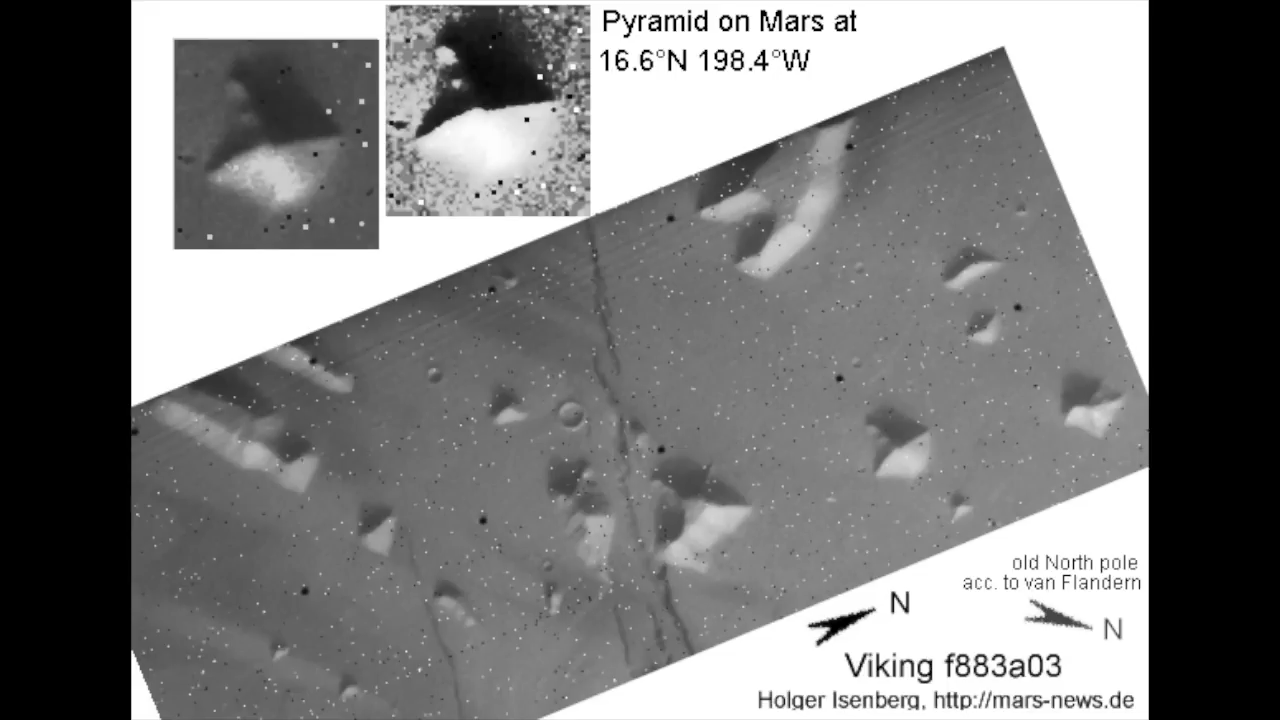 Pyramid on Mars at
16.6°N 198.4°W
old North pole
acc. to van Flandern
N
N
Viking f883a03
Holger Isenberg, http://mars-news.de